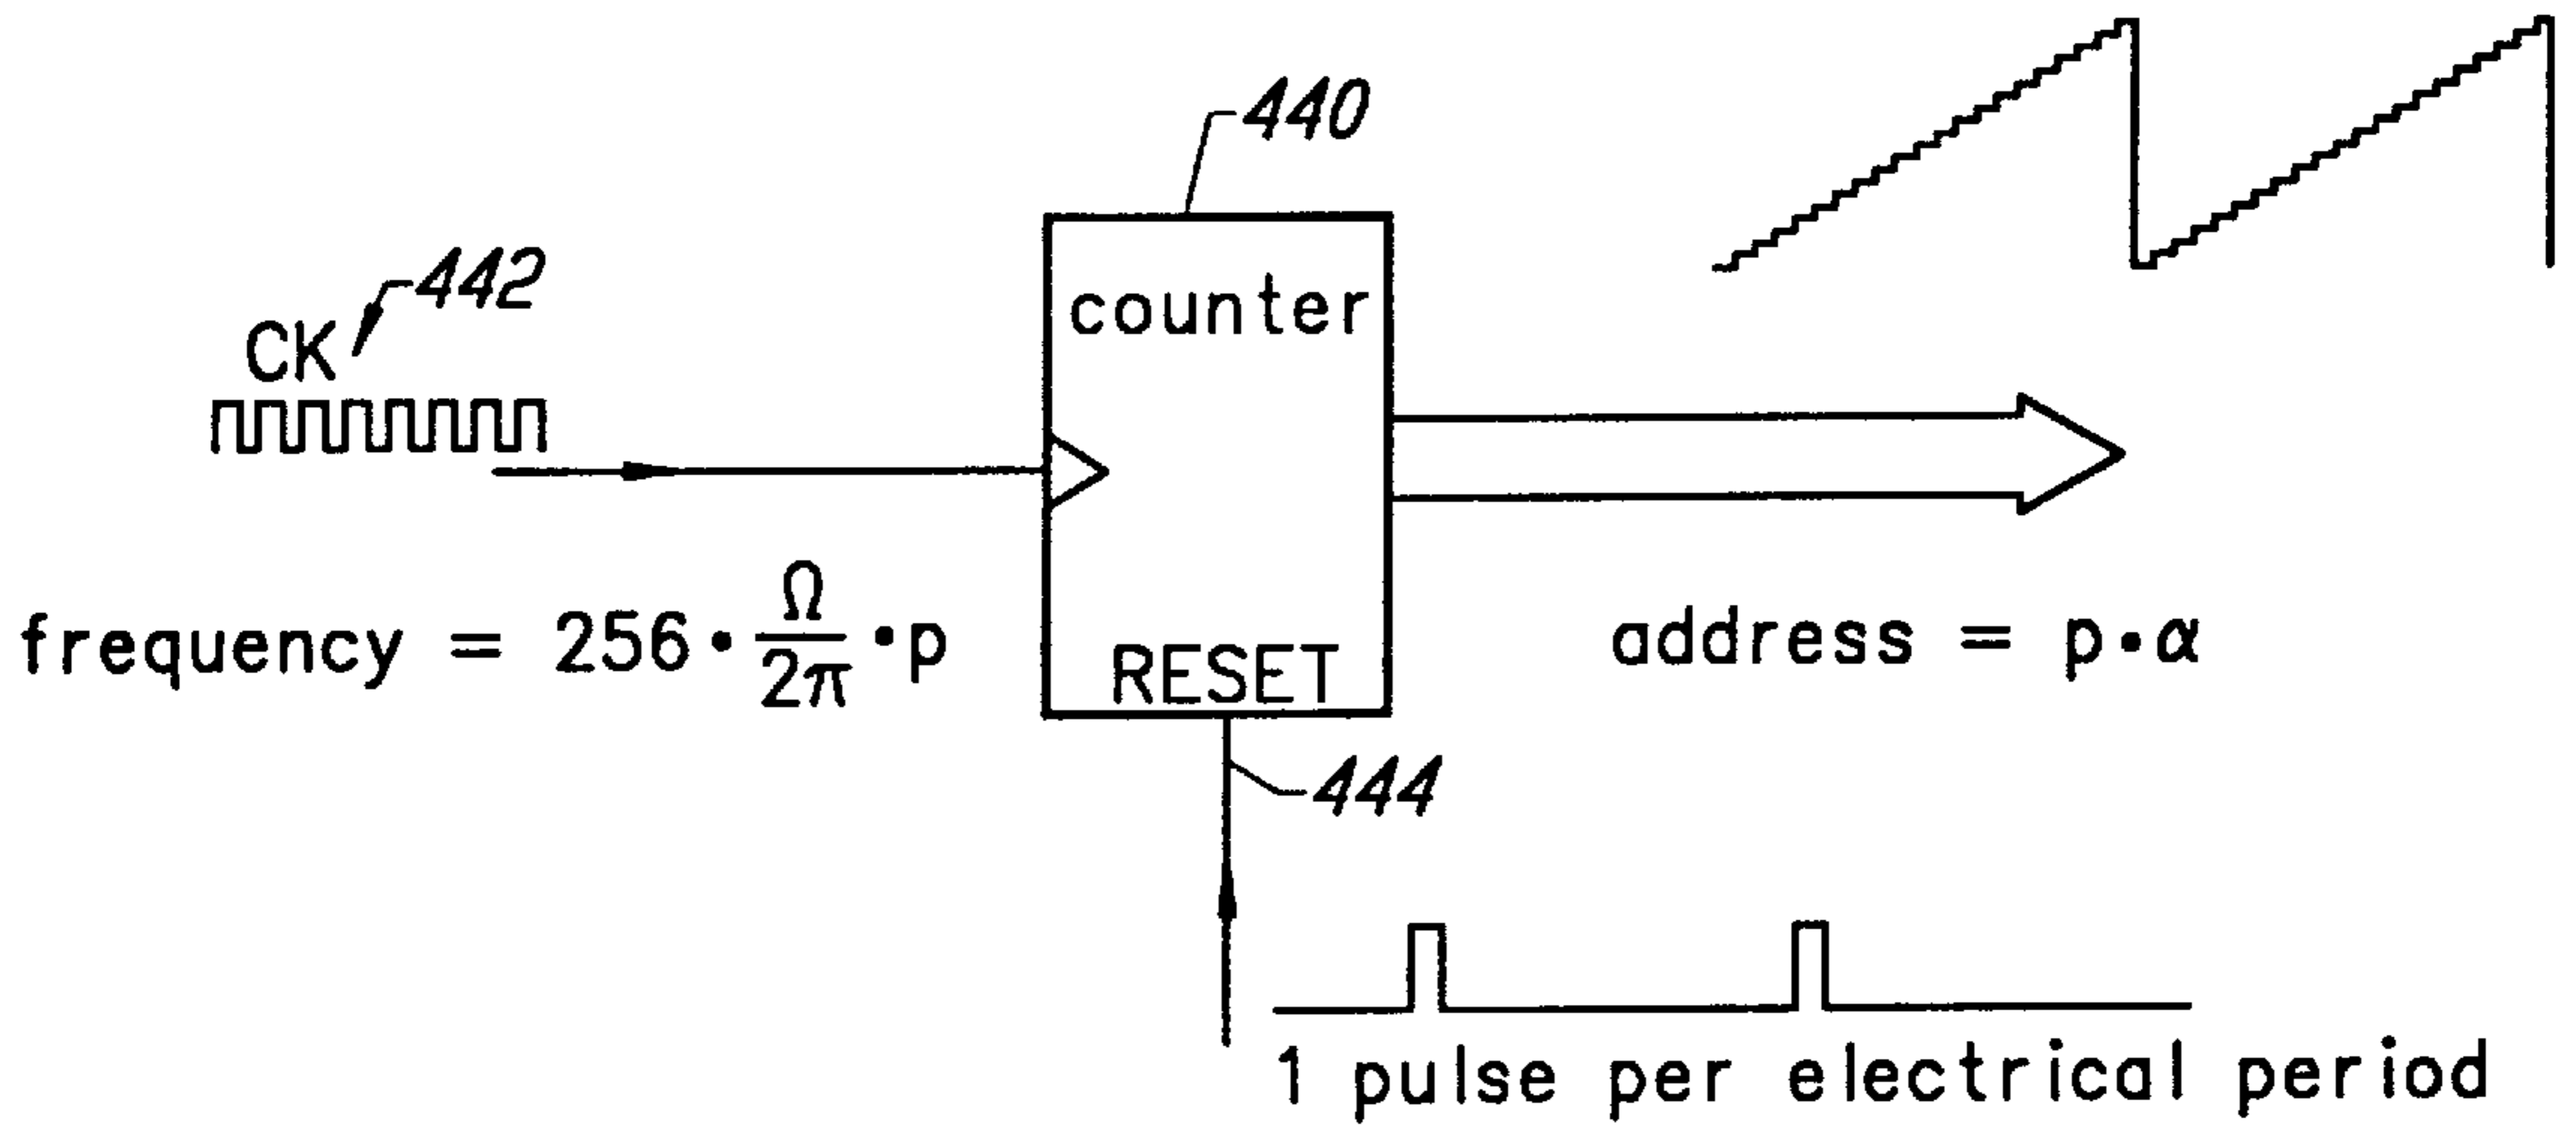 440
442
CK
counter
frequency = 256 · Ω/2π · p
RESET
address = p·α
444
1 pulse per electrical period